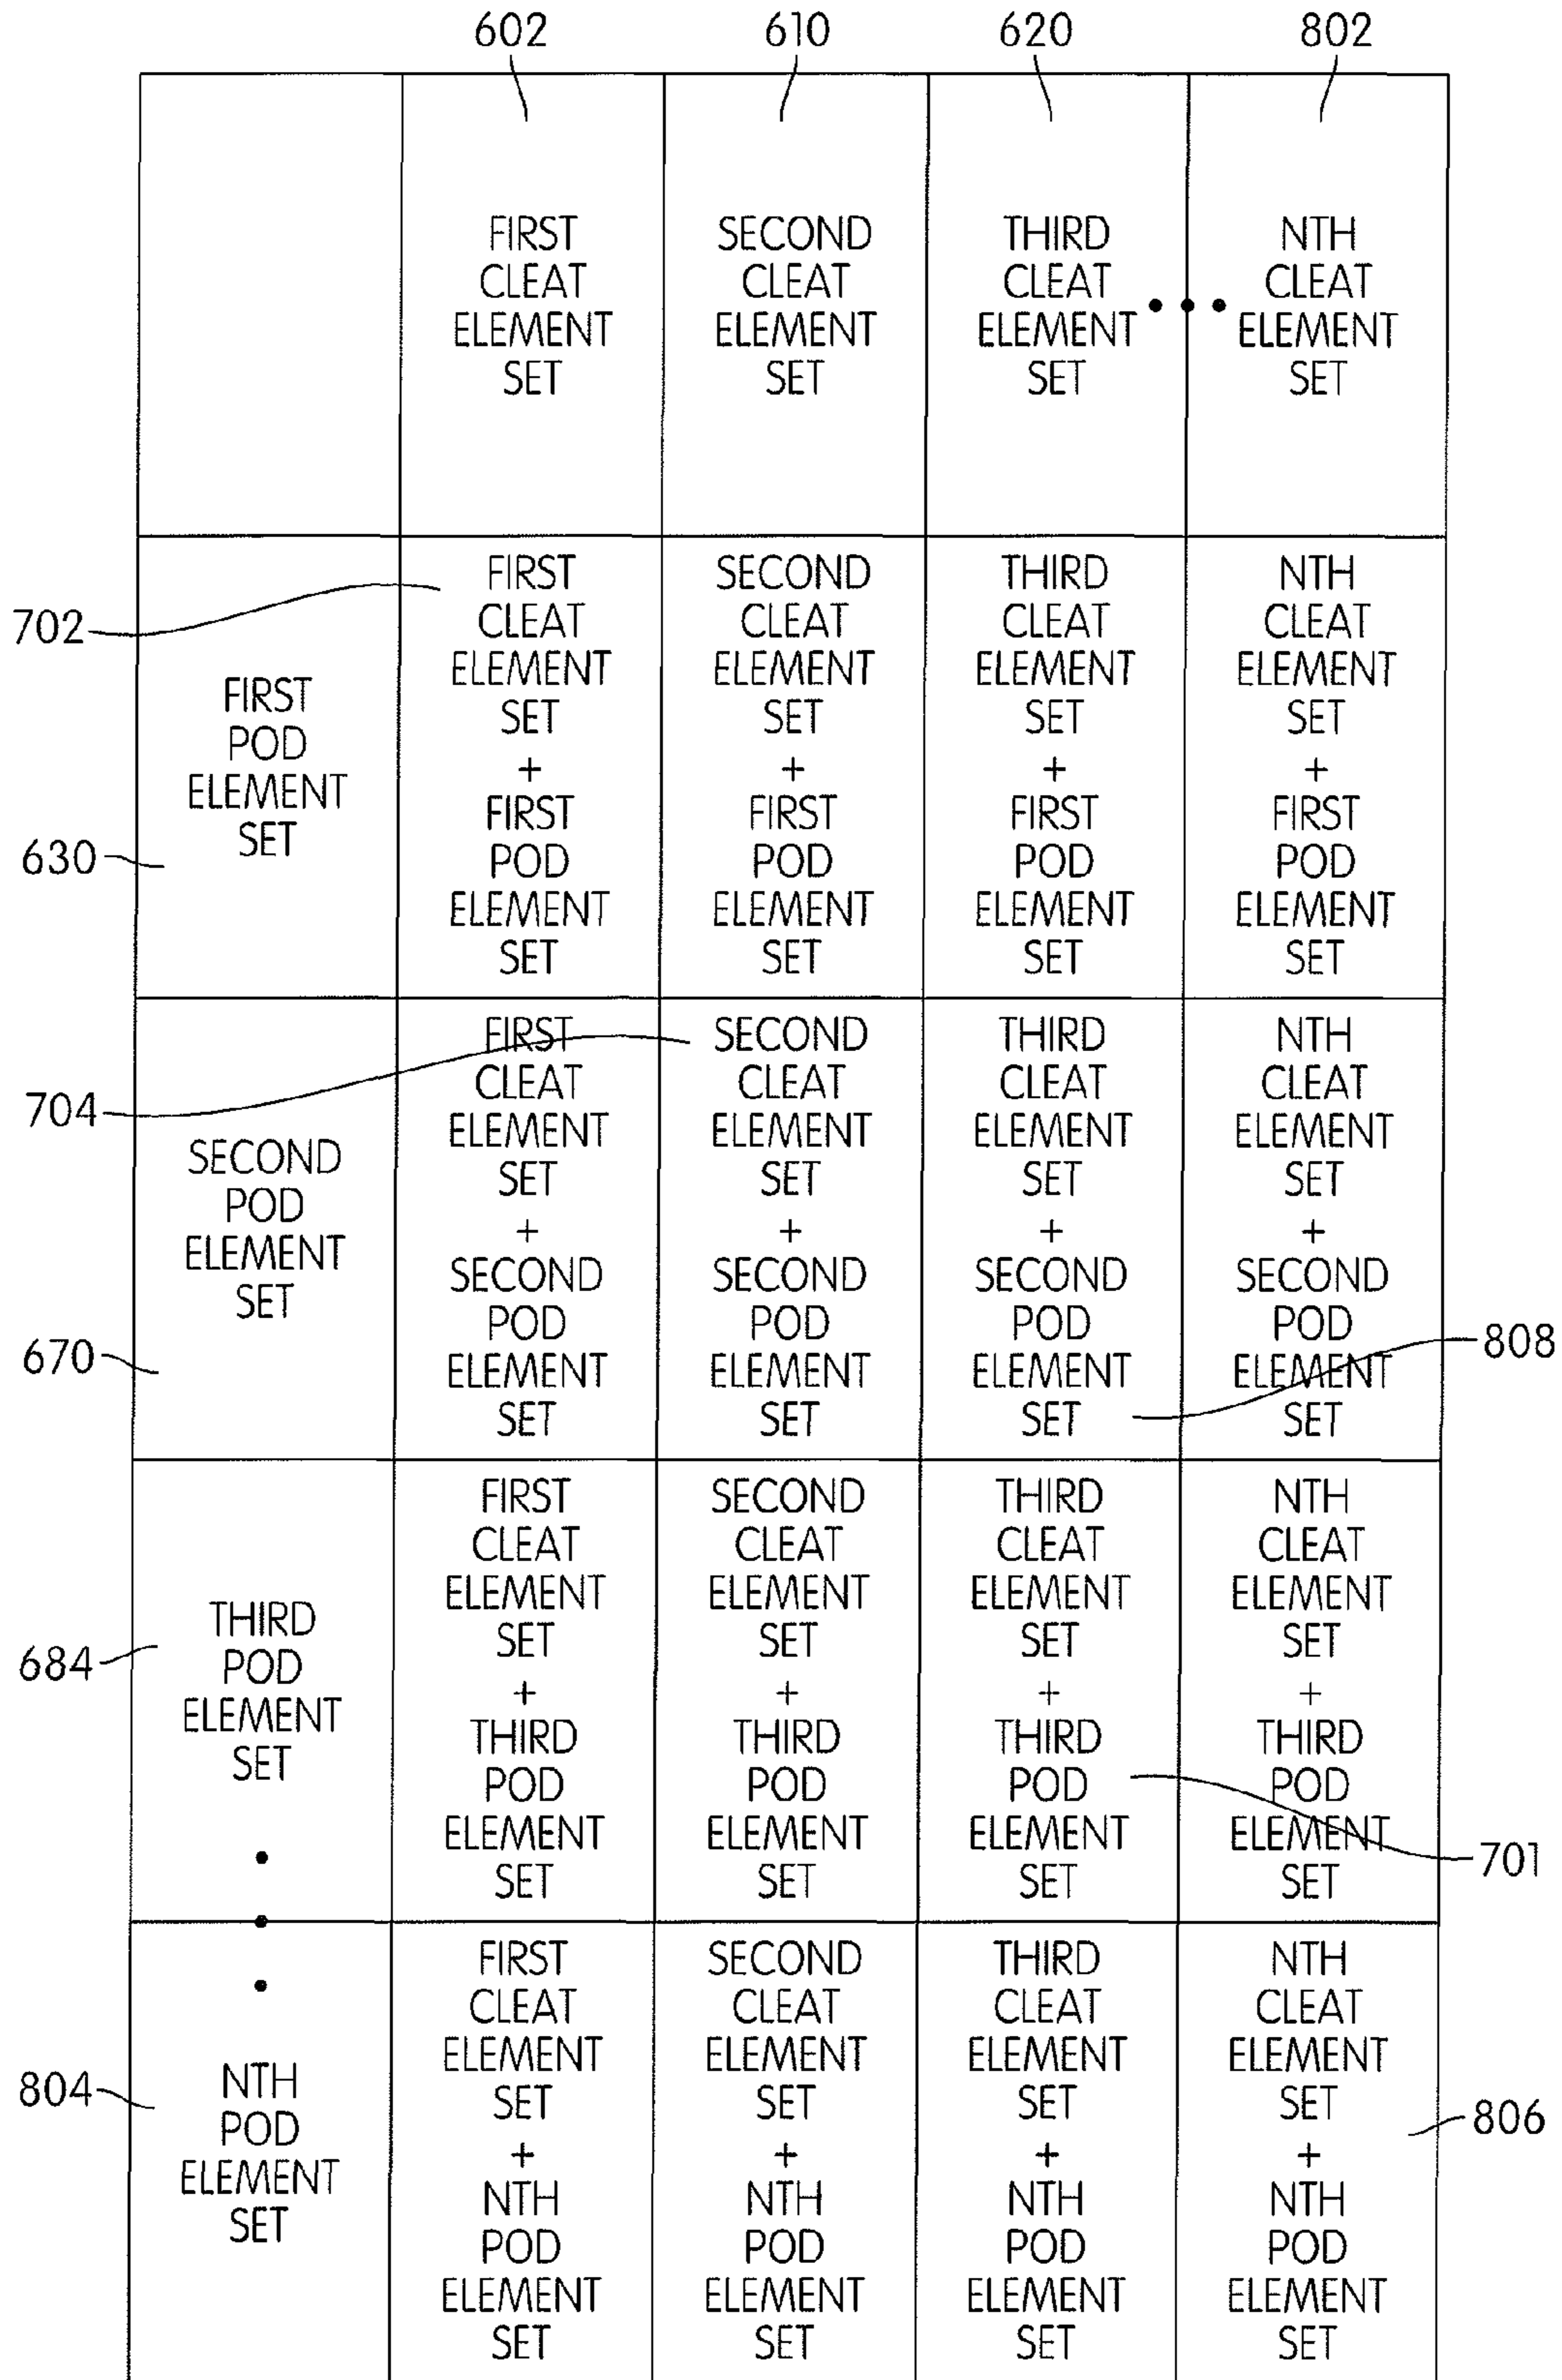 602 610 620 802
FIRST
CLEAT
ELEMENT
SET
SECOND
CLEAT
ELEMENT
SET
THIRD
CLEAT
ELEMENT
SET
NTH
CLEAT
ELEMENT
SET
702
630
FIRST
POD
ELEMENT
SET
FIRST
CLEAT
ELEMENT
SET
+
FIRST
POD
ELEMENT
SET
SECOND
CLEAT
ELEMENT
SET
+
FIRST
POD
ELEMENT
SET
THIRD
CLEAT
ELEMENT
SET
+
FIRST
POD
ELEMENT
SET
NTH
CLEAT
ELEMENT
SET
+
FIRST
POD
ELEMENT
SET
704
670
SECOND
POD
ELEMENT
SET
FIRST
CLEAT
ELEMENT
SET
+
SECOND
POD
ELEMENT
SET
SECOND
CLEAT
ELEMENT
SET
+
SECOND
POD
ELEMENT
SET
THIRD
CLEAT
ELEMENT
SET
+
SECOND
POD
ELEMENT
SET
NTH
CLEAT
ELEMENT
SET
+
SECOND
POD
ELEMENT
SET
808
684
THIRD
POD
ELEMENT
SET
FIRST
CLEAT
ELEMENT
SET
+
THIRD
POD
ELEMENT
SET
SECOND
CLEAT
ELEMENT
SET
+
THIRD
POD
ELEMENT
SET
THIRD
CLEAT
ELEMENT
SET
+
THIRD
POD
ELEMENT
SET
NTH
CLEAT
ELEMENT
SET
+
THIRD
POD
ELEMENT
SET
701
804
NTH
POD
ELEMENT
SET
FIRST
CLEAT
ELEMENT
SET
+
NTH
POD
ELEMENT
SET
SECOND
CLEAT
ELEMENT
SET
+
NTH
POD
ELEMENT
SET
THIRD
CLEAT
ELEMENT
SET
+
NTH
POD
ELEMENT
SET
NTH
CLEAT
ELEMENT
SET
+
NTH
POD
ELEMENT
SET
806